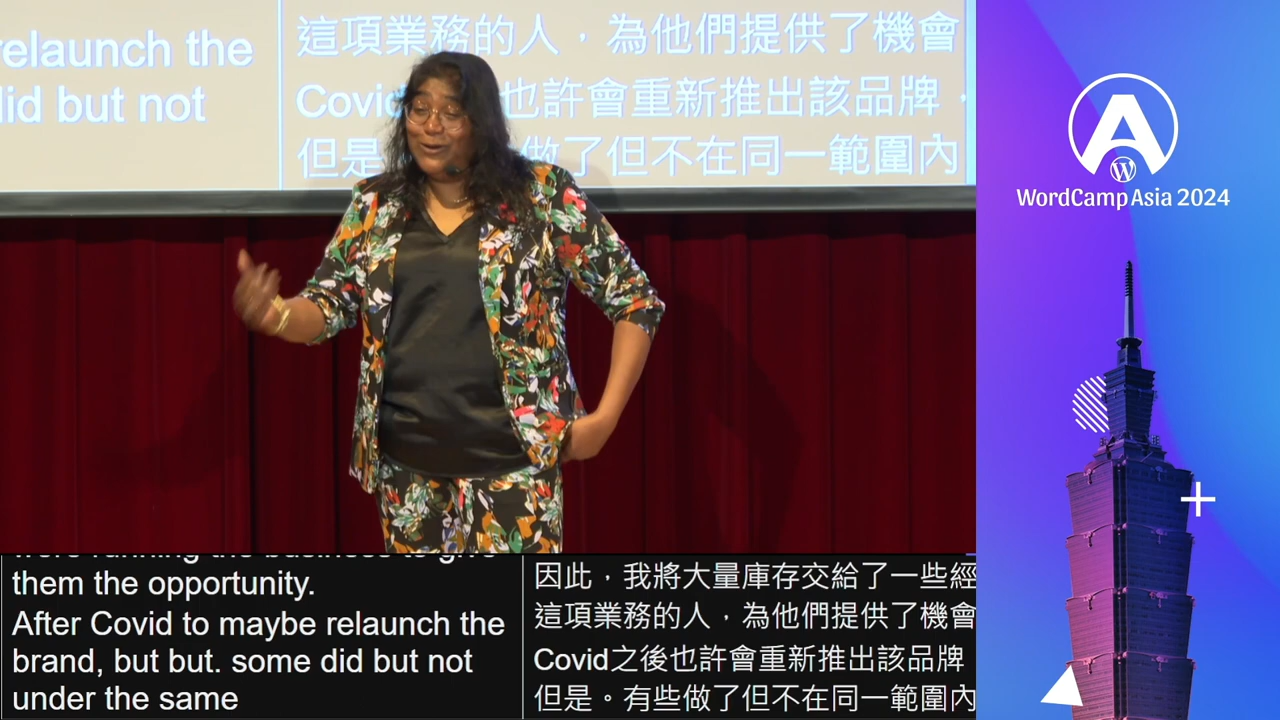 relaunch the
did but not
這項業務的人，為他們提供了機會
Covid 也許會重新推出該品牌，
但是 做了但不在同一範圍內
WordCamp Asia 2024
were running the business to give
them the opportunity.
After Covid to maybe relaunch the
brand, but but. some did but not
under the same
因此，我將大量庫存交給了一些經
這項業務的人，為他們提供了機會
Covid之後也許會重新推出該品牌
但是。有些做了但不在同一範圍內